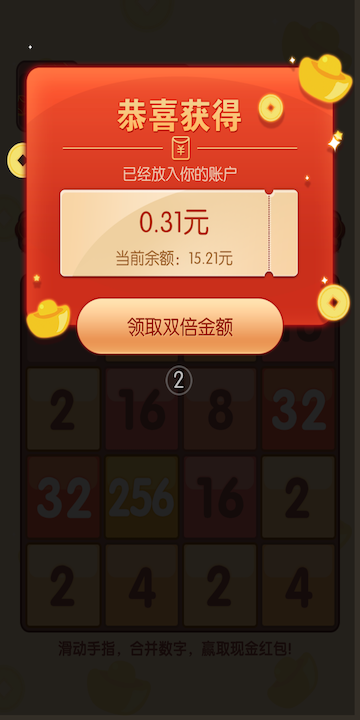 恭喜获得
¥
已经放入你的账户
0.31元
当前余额：15.21元
领取双倍金额
2
2 16 8 32
32 256 16 2
2 4 2 4
滑动手指，合并数字，赢取现金红包!